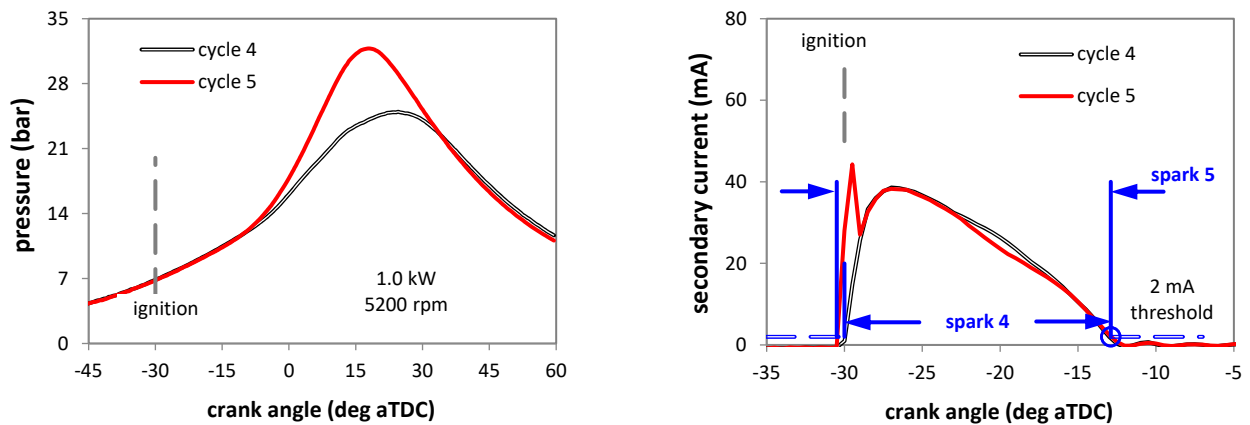 35
28
21
14
7
0
pressure (bar)
cycle 4
cycle 5
ignition
1.0 kW
5200 rpm
-45
-30
-15
0
15
30
45
60
crank angle (deg aTDC)
80
60
40
20
0
secondary current (mA)
ignition
cycle 4
cycle 5
spark 5
spark 4
2 mA
threshold
-35
-30
-25
-20
-15
-10
-5
crank angle (deg aTDC)